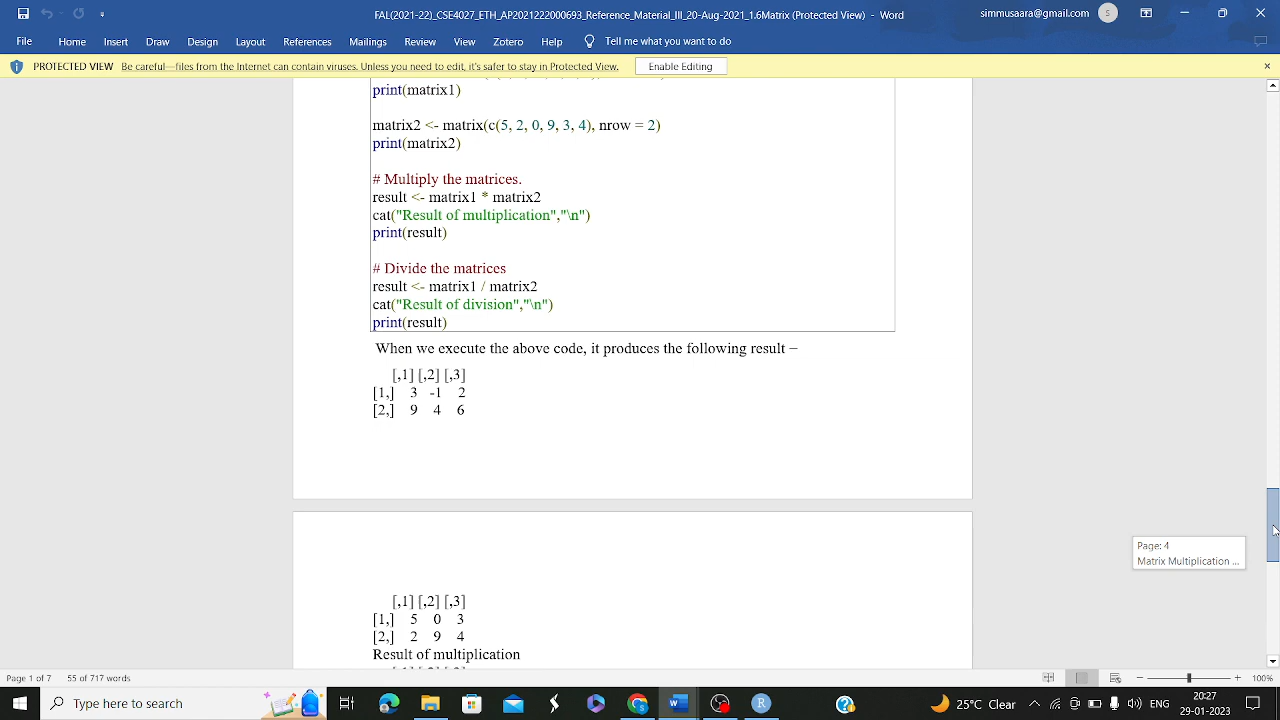 FAL(2021-22)_CSE4027_ETH_AP2021222000693_Reference_Material_III_20-Aug-2021_1.6Matrix (Protected View) - Word
simmusaara@gmail.com
S
File Home Insert Draw Design Layout References Mailings Review View Zotero Help Tell me what you want to do
PROTECTED VIEW Be careful—files from the Internet can contain viruses. Unless you need to edit, it's safer to stay in Protected View. Enable Editing
print(matrix1)
matrix2 <- matrix(c(5, 2, 0, 9, 3, 4), nrow = 2)
print(matrix2)
# Multiply the matrices.
result <- matrix1 * matrix2
cat("Result of multiplication","\n")
print(result)
# Divide the matrices
result <- matrix1 / matrix2
cat("Result of division","\n")
print(result)
When we execute the above code, it produces the following result −
[,1] [,2] [,3]
[1,] 3 -1 2
[2,] 9 4 6
Page: 4
Matrix Multiplication ...
[,1] [,2] [,3]
[1,] 5 0 3
[2,] 2 9 4
Result of multiplication
Page 1 of 7 55 of 717 words 100%
Type here to search
25°C Clear
ENG
20:27
29-01-2023